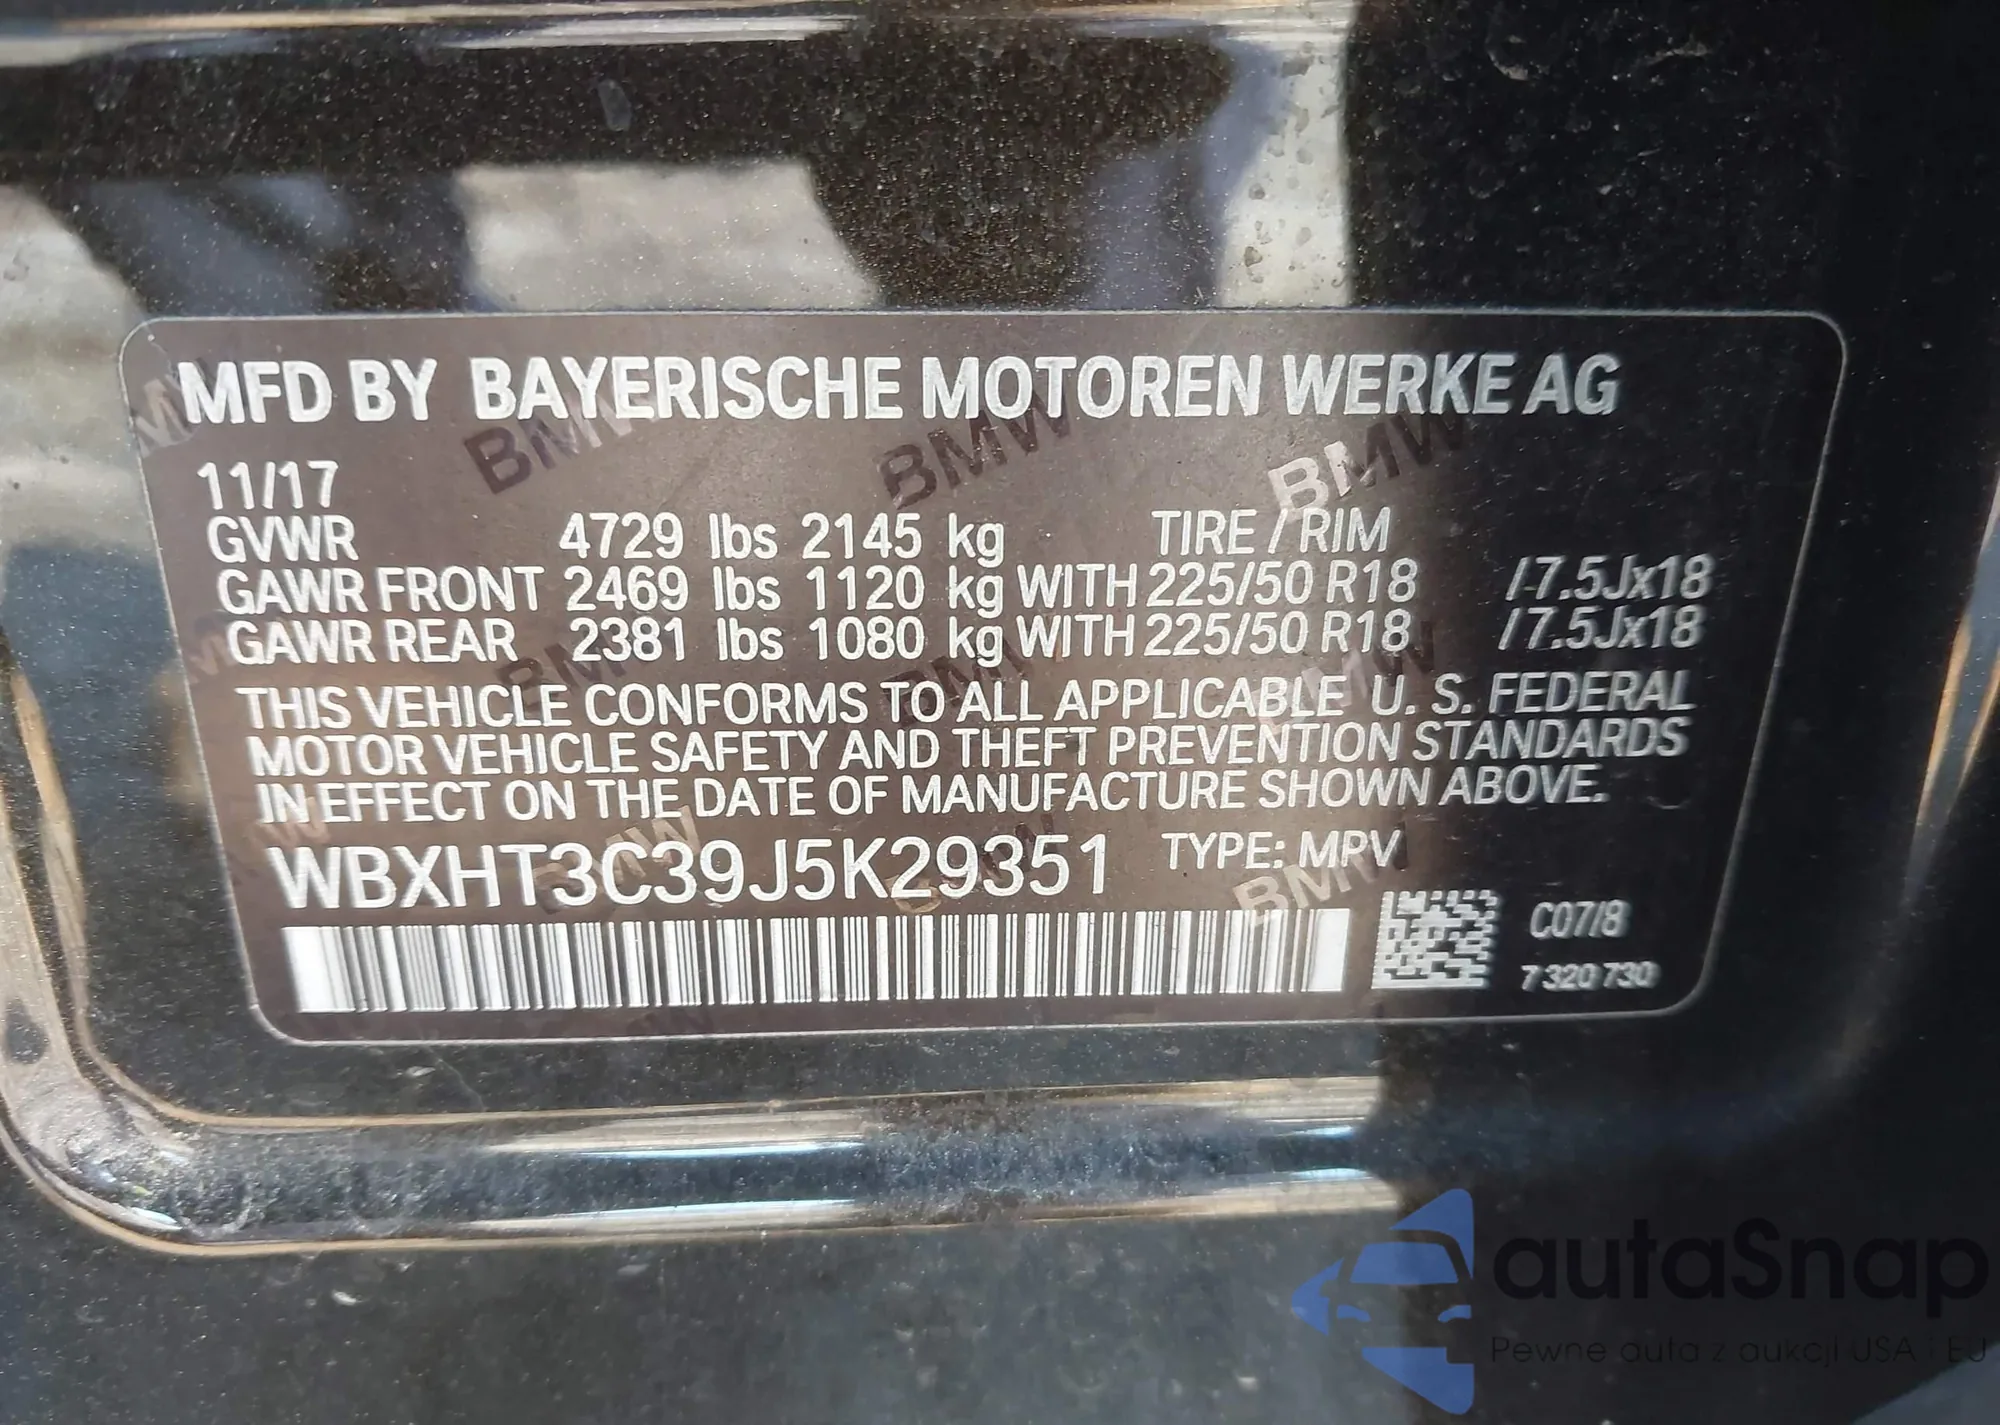 MFD BY BAYERISCHE MOTOREN WERKE AG
11/17
GVWR 4729 lbs 2145 kg TIRE / RIM
GAWR FRONT 2469 lbs 1120 kg WITH 225/50 R18 /-7.5Jx18
GAWR REAR 2381 lbs 1080 kg WITH 225/50 R18 /7.5Jx18
THIS VEHICLE CONFORMS TO ALL APPLICABLE U. S. FEDERAL
MOTOR VEHICLE SAFETY AND THEFT PREVENTION STANDARDS
IN EFFECT ON THE DATE OF MANUFACTURE SHOWN ABOVE.
WBXHT3C39J5K29351 TYPE: MPV
C07/8
7 320 730
autaSnap
Pewne auta z aukcji USA i EU